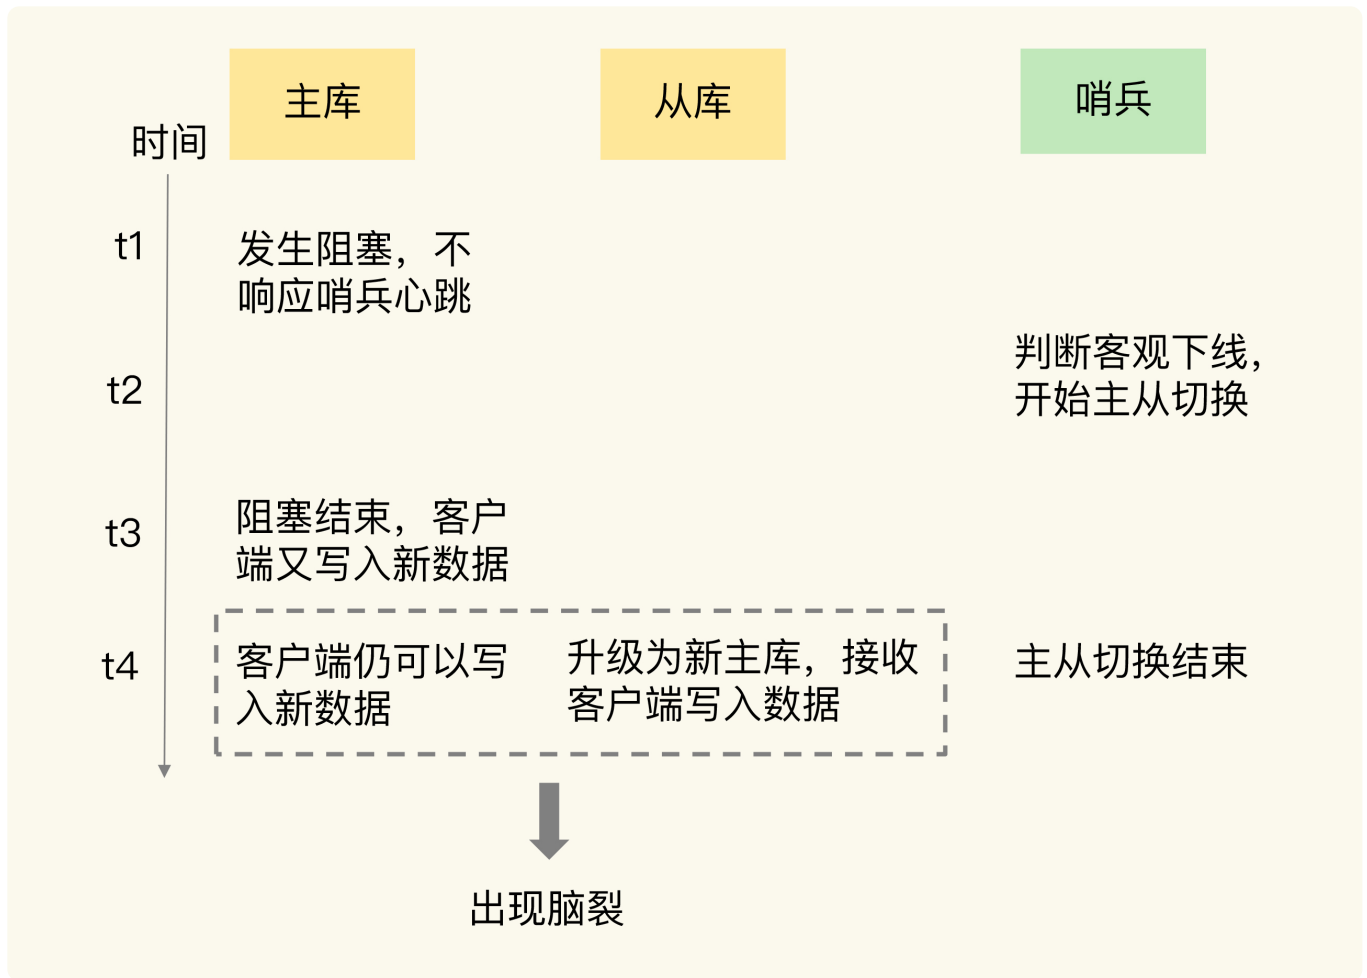 主库
从库
哨兵
时间
t1
发生阻塞，不
响应哨兵心跳
t2
判断客观下线，
开始主从切换
t3
阻塞结束，客户
端又写入新数据
t4
客户端仍可以写
入新数据
升级为新主库，接收
客户端写入数据
主从切换结束
出现脑裂